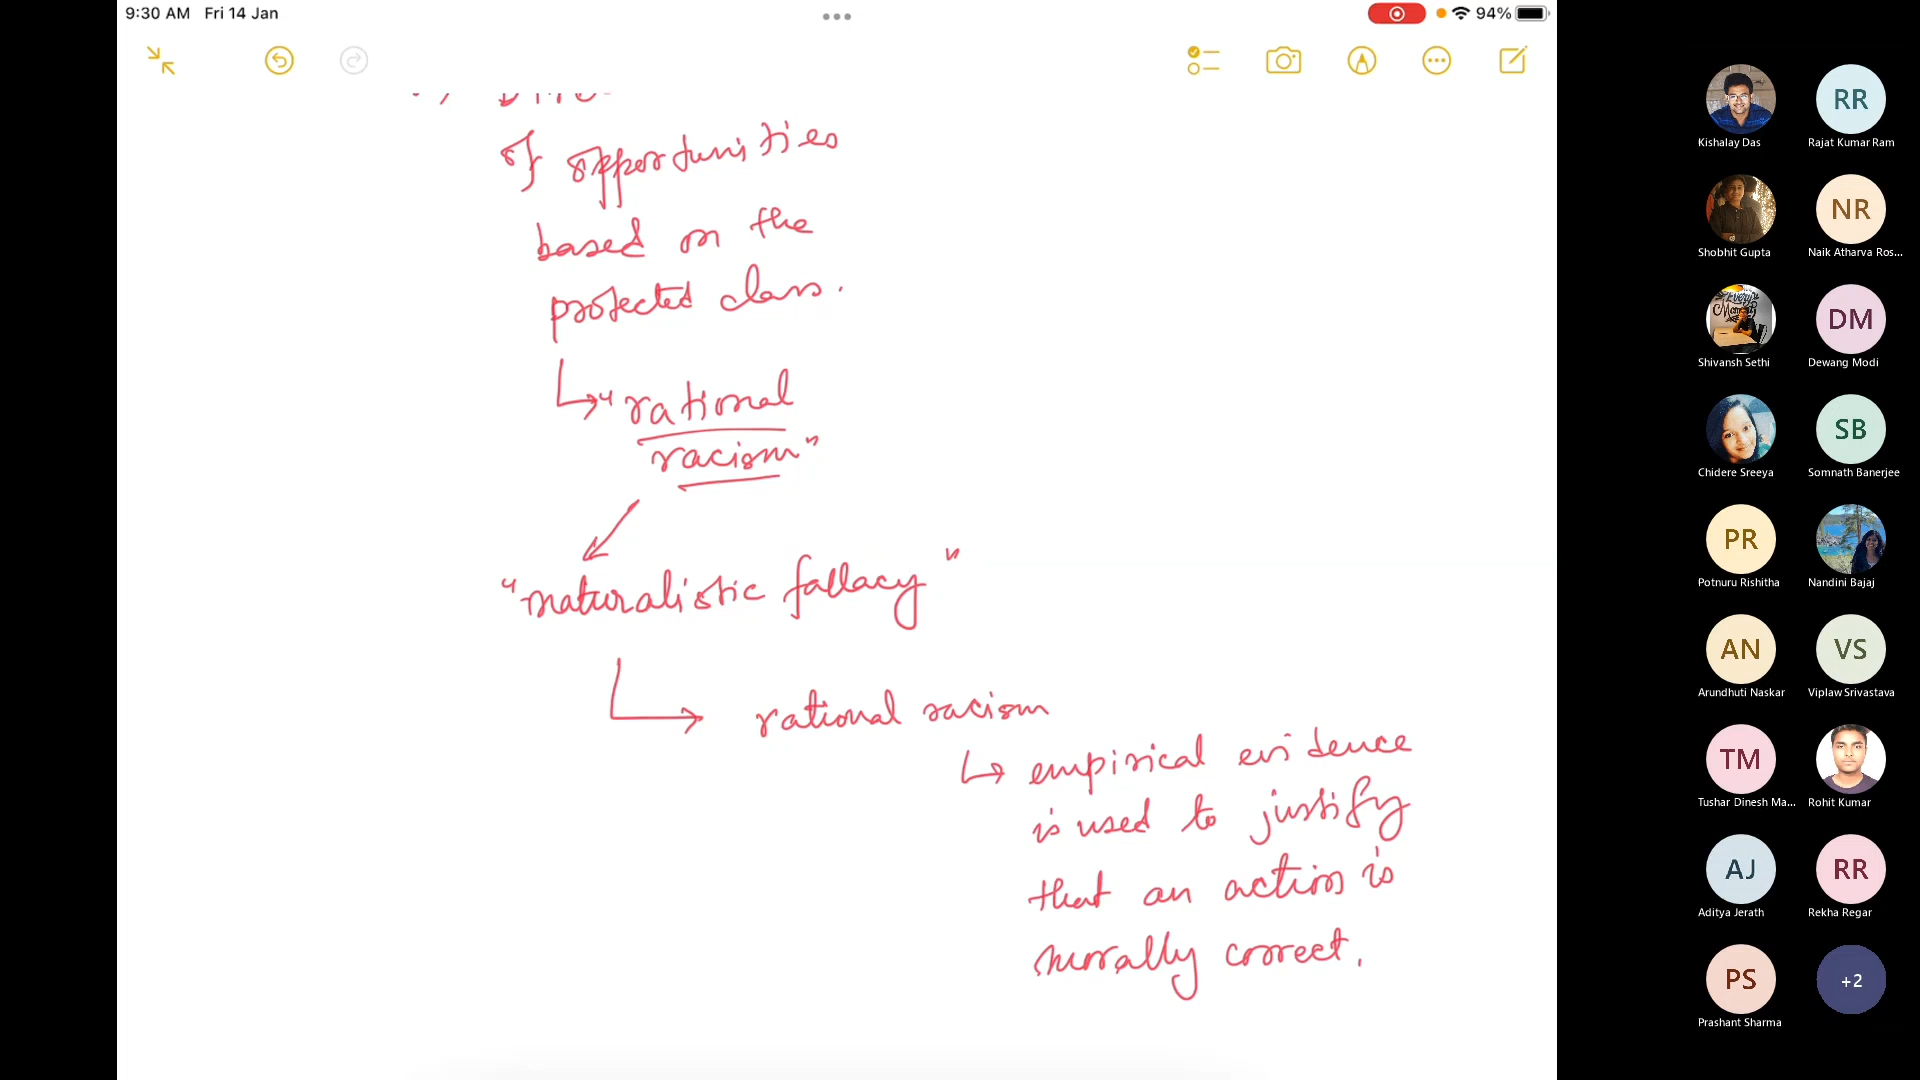 9:30 AM Fri 14 Jan
94%
of opportunities
based on the
protected class.
"rational
racism"
"naturalistic fallacy"
rational racism
empirical evidence
is used to justify
that an action is
morally correct.
Kishalay Das
RR
Rajat Kumar Ram
Shobhit Gupta
NR
Naik Atharva Ros...
Shivansh Sethi
DM
Dewang Modi
Chidere Sreeya
SB
Somnath Banerjee
PR
Potnuru Rishitha
Nandini Bajaj
AN
Arundhuti Naskar
VS
Viplaw Srivastava
TM
Tushar Dinesh Ma...
Rohit Kumar
AJ
Aditya Jerath
RR
Rekha Regar
PS
Prashant Sharma
+2